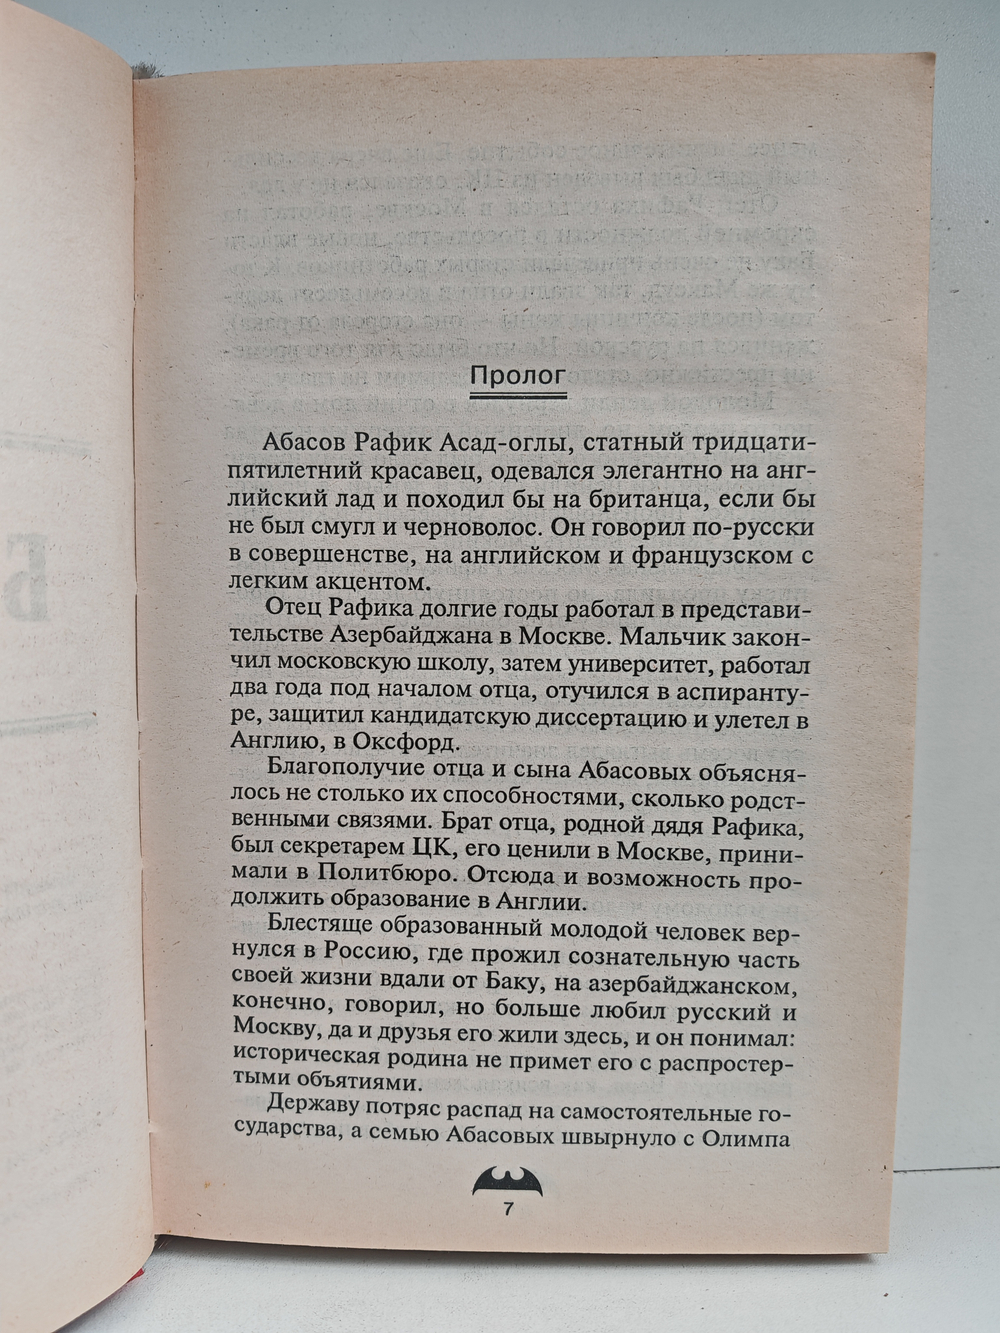 Пролог
Абасов Рафик Асад-оглы, статный тридцати-
пятилетний красавец, одевался элегантно на анг-
лийский лад и походил бы на британца, если бы
не был смугл и черноволос. Он говорил по-русски
в совершенстве, на английском и французском с
легким акцентом.
Отец Рафика долгие годы работал в представи-
тельстве Азербайджана в Москве. Мальчик закон-
чил московскую школу, затем университет, работал
два года под началом отца, отучился в аспиранту-
ре, защитил кандидатскую диссертацию и улетел в
Англию, в Оксфорд.
Благополучие отца и сына Абасовых объясня-
лось не столько их способностями, сколько родст-
венными связями. Брат отца, родной дядя Рафика,
был секретарем ЦК, его ценили в Москве, прини-
мали в Политбюро. Отсюда и возможность про-
должить образование в Англии.
Блестяще образованный молодой человек вер-
нулся в Россию, где прожил сознательную часть
своей жизни вдали от Баку, на азербайджанском,
конечно, говорил, но больше любил русский и
Москву, да и друзья его жили здесь, и он понимал:
историческая родина не примет его с распростер-
тыми объятиями.
Державу потряс распад на самостоятельные го-
сударства, а семью Абасовых швырнуло с Олимпа
7